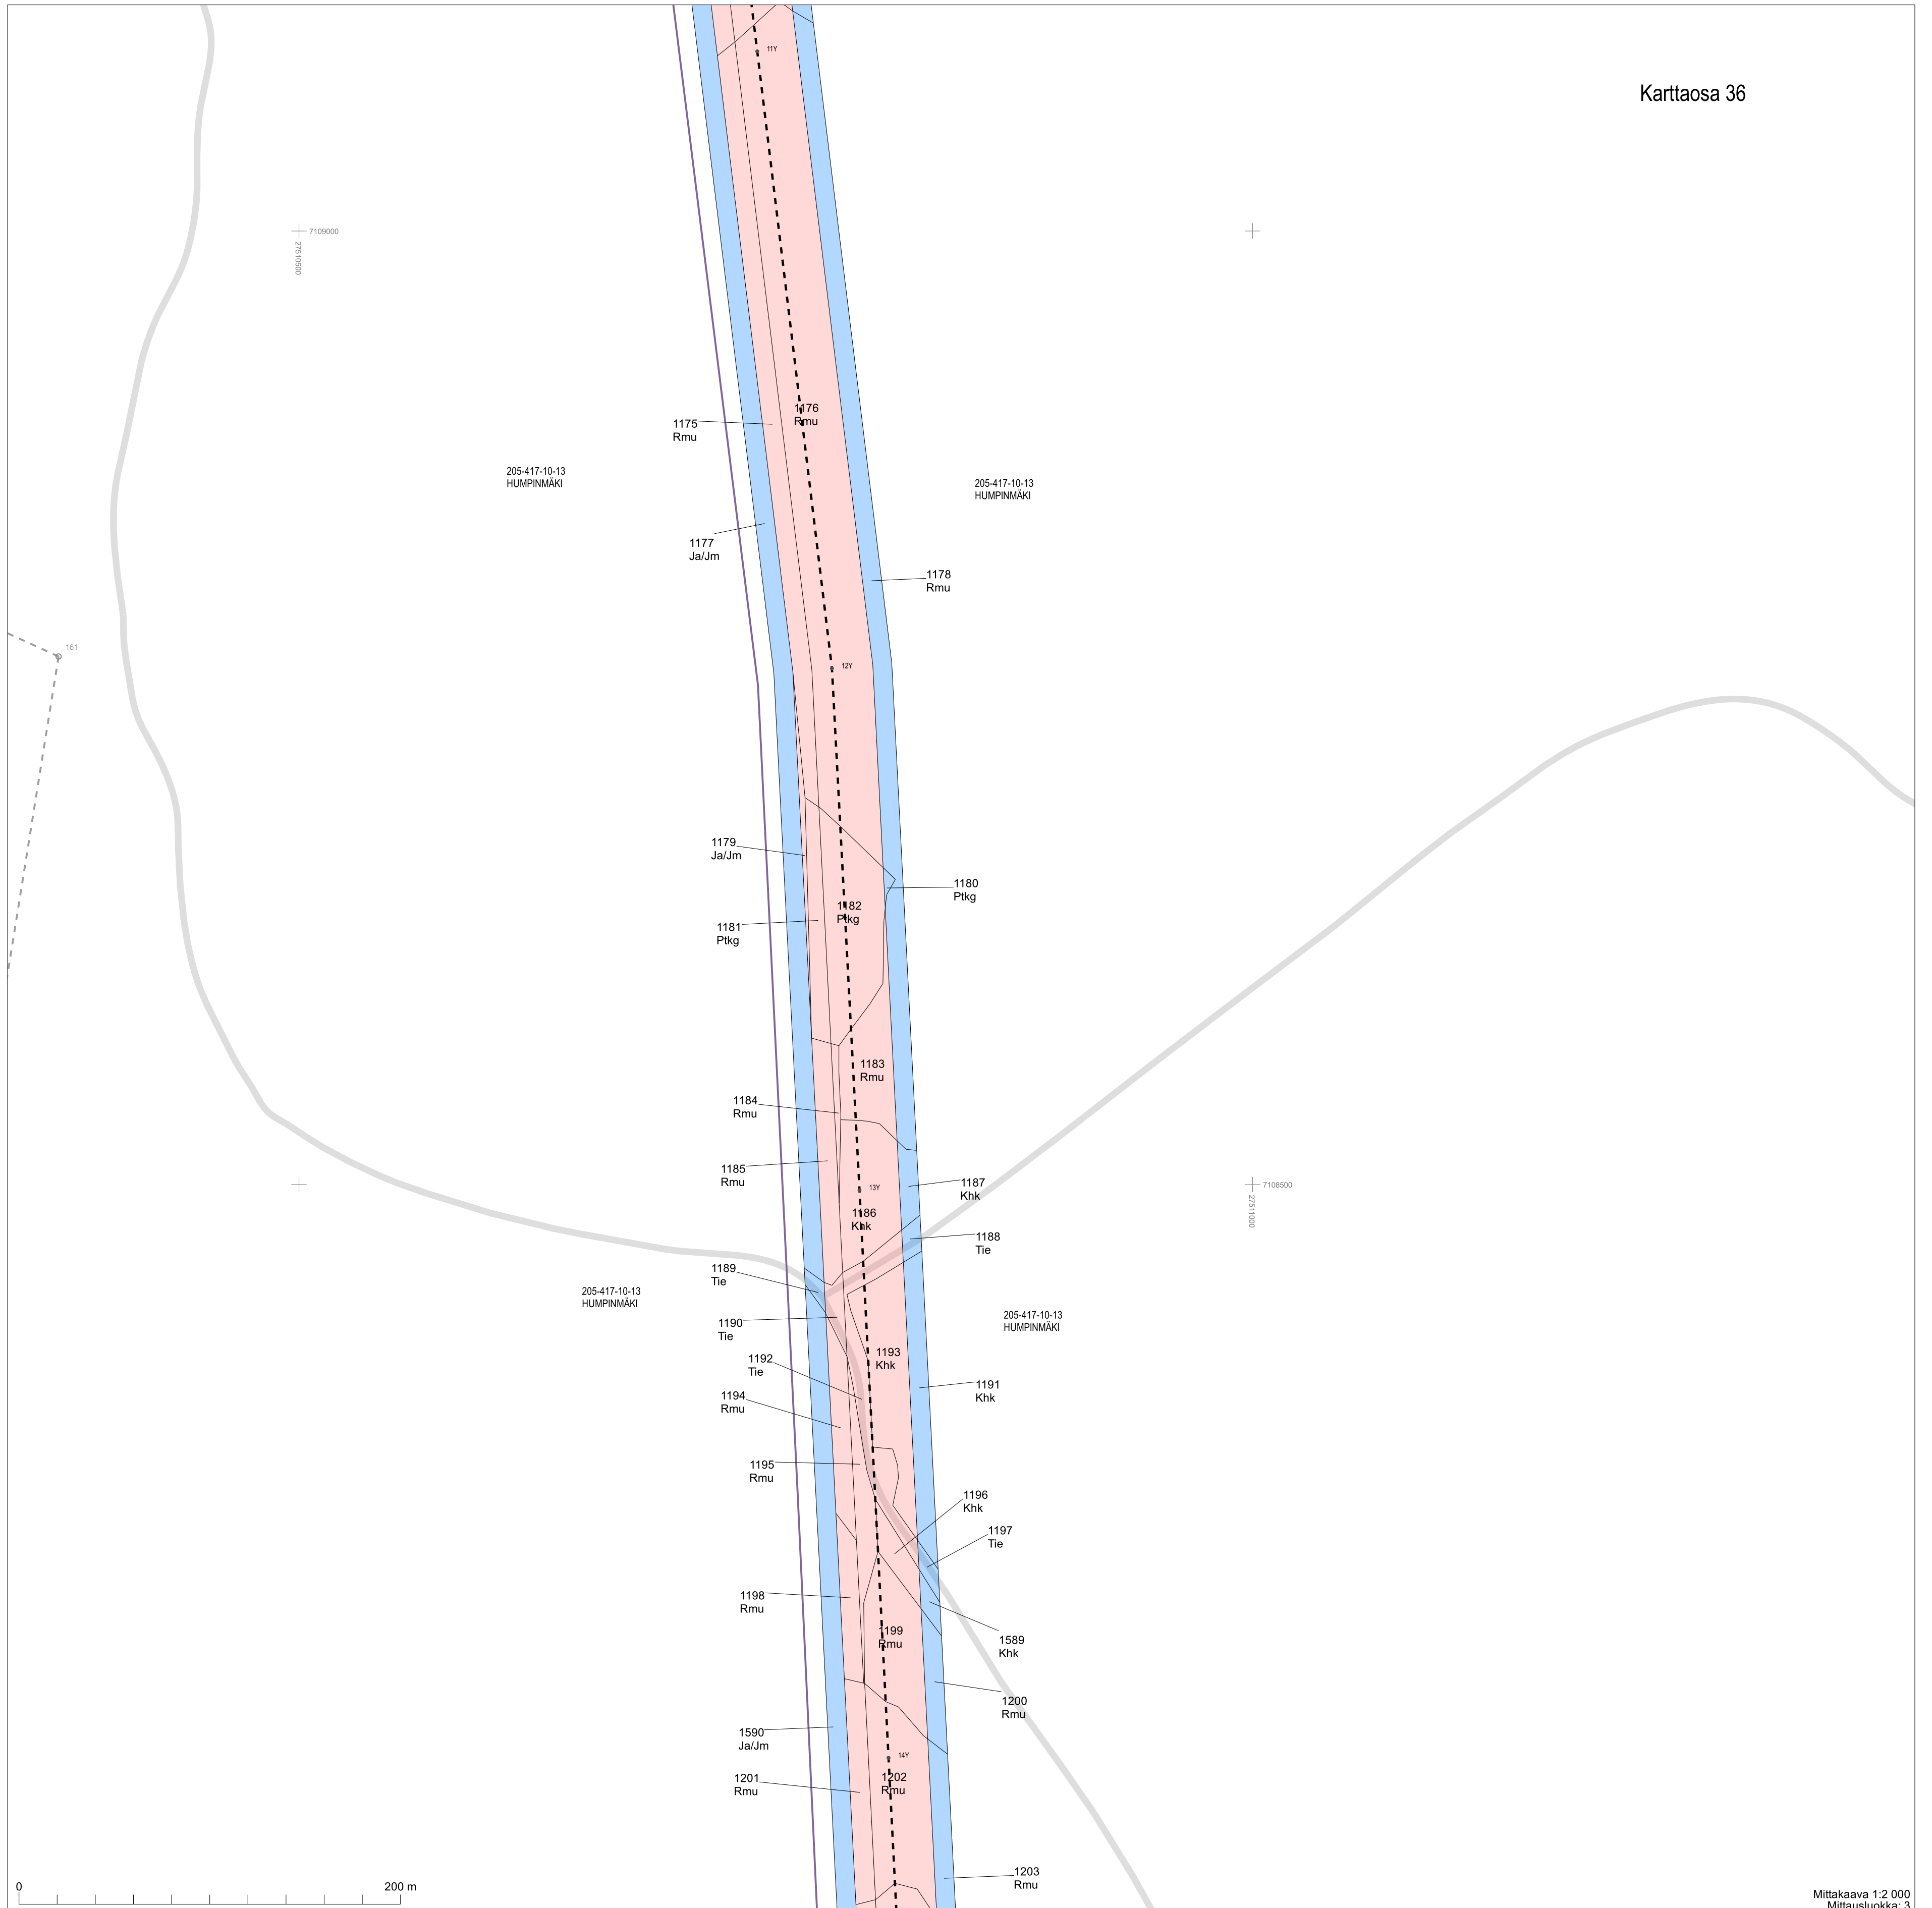 11Y
Karttaosa 36
7109000
27510500
1176
Rmu
1175
Rmu
205-417-10-13
HUMPINMÄKI
205-417-10-13
HUMPINMÄKI
1177
Ja/Jm
1178
Rmu
161
12Y
1179
Ja/Jm
1180
Ptkg
1182
Ptkg
1181
Ptkg
1183
Rmu
1184
Rmu
1185
Rmu
13Y
1187
Khk
7108500
27511000
1186
Khk
1188
Tie
1189
Tie
205-417-10-13
HUMPINMÄKI
205-417-10-13
HUMPINMÄKI
1190
Tie
1193
Khk
1192
Tie
1191
Khk
1194
Rmu
1195
Rmu
1196
Khk
1197
Tie
1198
Rmu
1199
Rmu
1589
Khk
1200
Rmu
1590
Ja/Jm
14Y
1201
Rmu
1202
Rmu
1203
Rmu
0
200 m
Mittakaava 1:2 000
Mittausluokka: 3